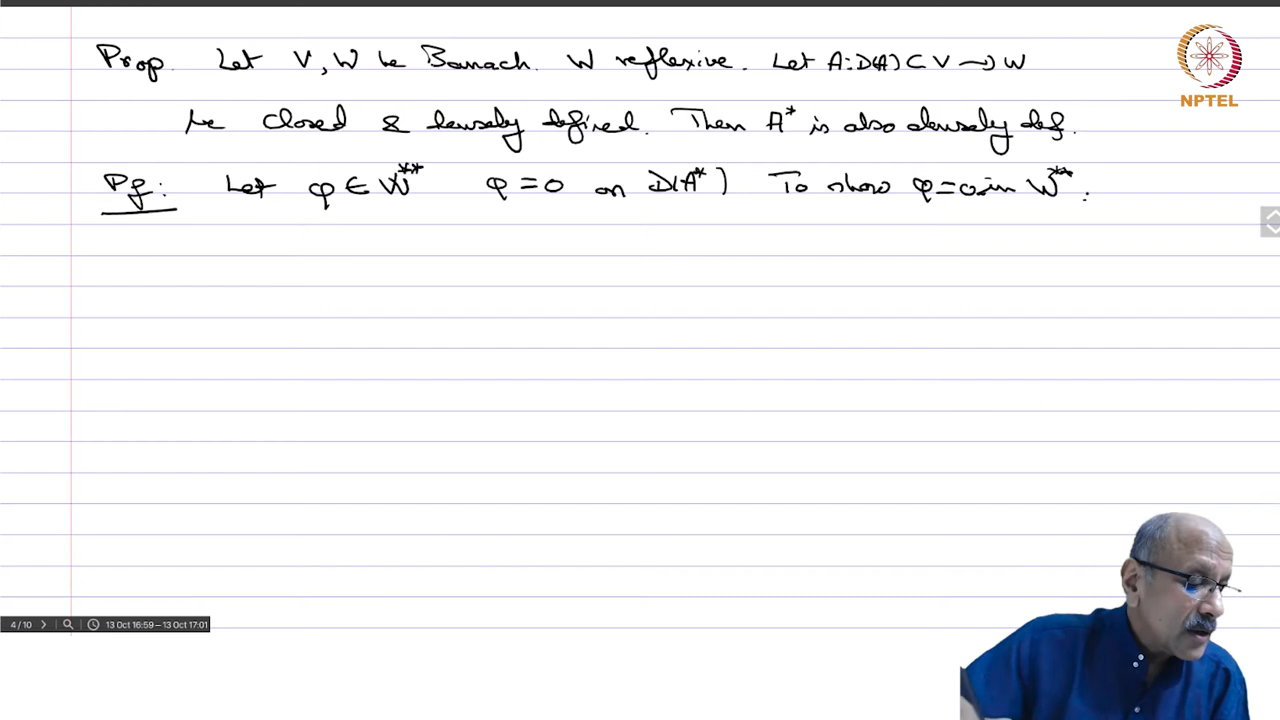 Prop. Let V, W be Banach. W reflexive. Let A:D(A)⊂V→W
be closed & densely defined. Then A* is also densely def.
Pf: Let φ∈W** φ=0 on D(A*) To show φ=0 in W**.
NPTEL
4 / 10 13 Oct 16:59 – 13 Oct 17:01